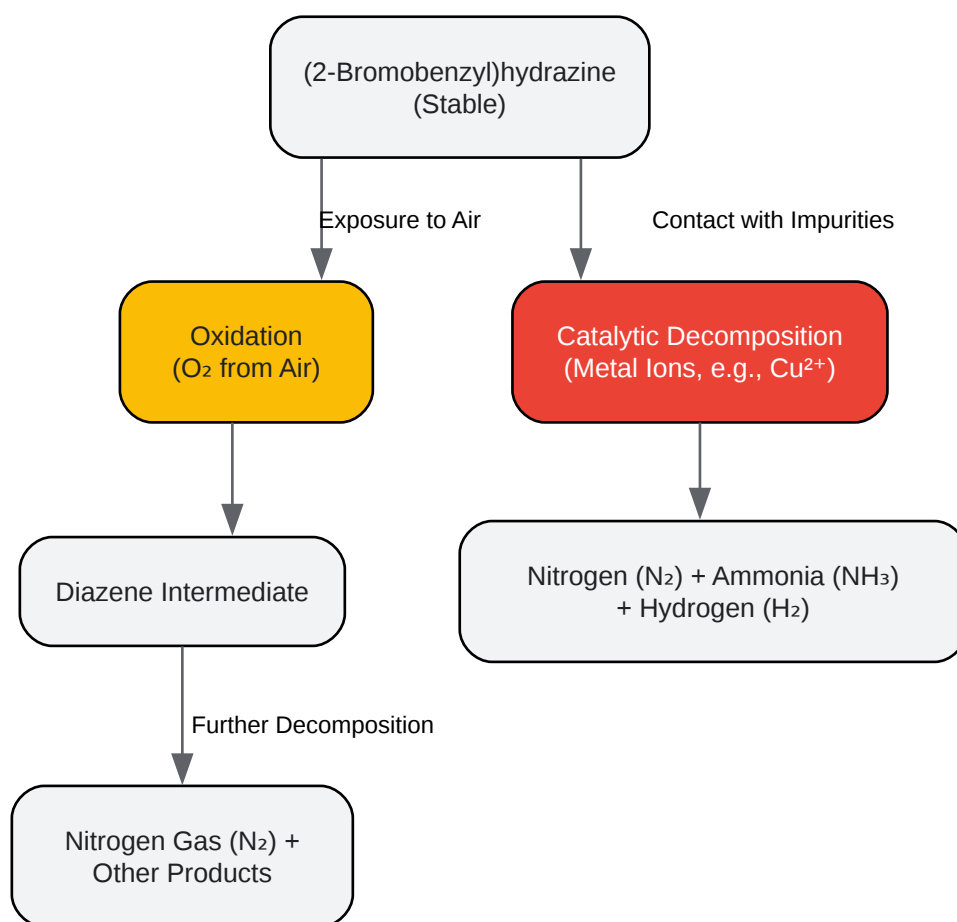 (2-Bromobenzyl)hydrazine
(Stable)
Exposure to Air
Contact with Impurities
Oxidation
(O₂ from Air)
Catalytic Decomposition
(Metal Ions, e.g., Cu²⁺)
Diazene Intermediate
Nitrogen (N₂) + Ammonia (NH₃)
+ Hydrogen (H₂)
Further Decomposition
Nitrogen Gas (N₂) +
Other Products